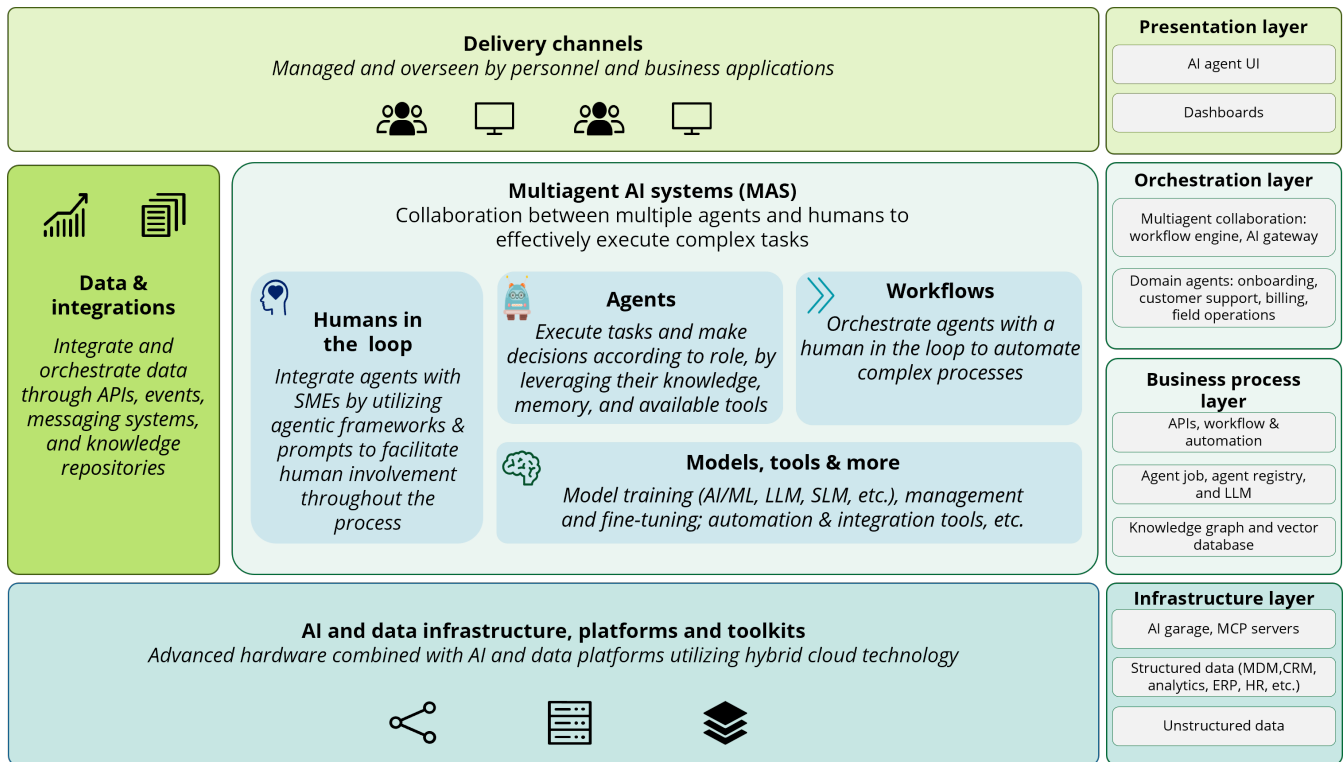 Delivery channels
Managed and overseen by personnel and business applications
Presentation layer
AI agent UI
Dashboards
Data &
integrations
Integrate and
orchestrate data
through APIs, events,
messaging systems,
and knowledge
repositories
Multiagent AI systems (MAS)
Collaboration between multiple agents and humans to
effectively execute complex tasks
Humans in
the  loop
Integrate agents with
SMEs by utilizing
agentic frameworks &
prompts to facilitate
human involvement
throughout the
process
Agents
Execute tasks and make
decisions according to role, by
leveraging their knowledge,
memory, and available tools
Workflows
Orchestrate agents with a
human in the loop to automate
complex processes
Models, tools & more
Model training (AI/ML, LLM, SLM, etc.), management
and fine-tuning; automation & integration tools, etc.
Orchestration layer
Multiagent collaboration:
workflow engine, AI gateway
Domain agents: onboarding,
customer support, billing,
field operations
Business process
layer
APIs, workflow &
automation
Agent job, agent registry,
and LLM
Knowledge graph and vector
database
AI and data infrastructure, platforms and toolkits
Advanced hardware combined with AI and data platforms utilizing hybrid cloud technology
Infrastructure layer
AI garage, MCP servers
Structured data (MDM,CRM,
analytics, ERP, HR, etc.)
Unstructured data